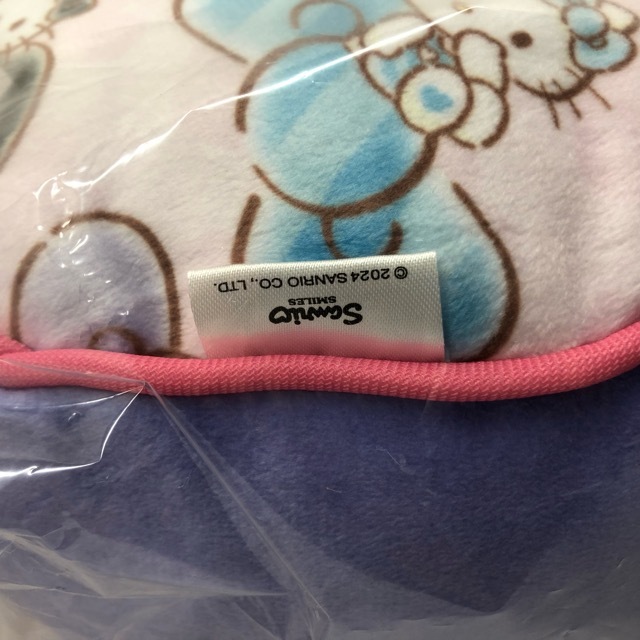 Sanrio
SMILES
© 2024 SANRIO CO., LTD.